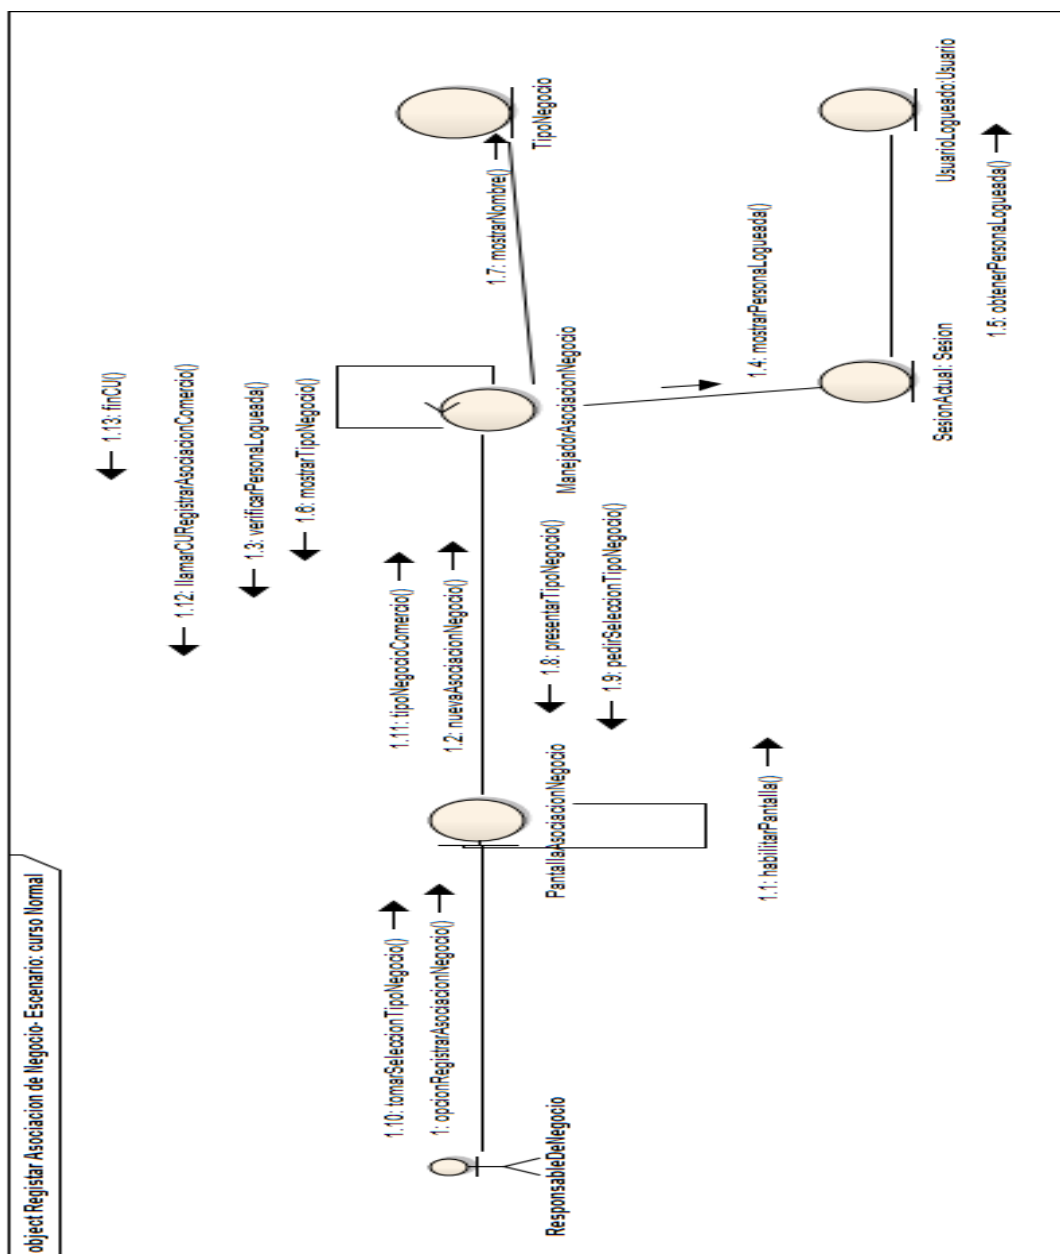 object Registar Asociacion de Negocio- Escenario: curso Normal
1.13: finCU()
1.12: llamarCURegistrarAsociacionComercio()
1.3: verificarPersonaLogueada()
1.6: mostrarTipoNegocio()
1.10: tomarSeleccionTipoNegocio()
1.11: tipoNegocioComercio()
1: opcionRegistrarAsociacionNegocio()
1.2: nuevaAsociacionNegocio()
1.7: mostrarNombre()
ResponsableDeNegocio
PantallaAsociacionNegocio
ManejadorAsociacionNegocio
TipoNegocio
1.8: presentarTipoNegocio()
1.9: pedirSeleccionTipoNegocio()
1.1: habilitarPantalla()
1.4: mostrarPersonaLogueada()
SesionActual: Sesion
UsuarioLogueado:Usuario
1.5: obtenerPersonaLogueada()